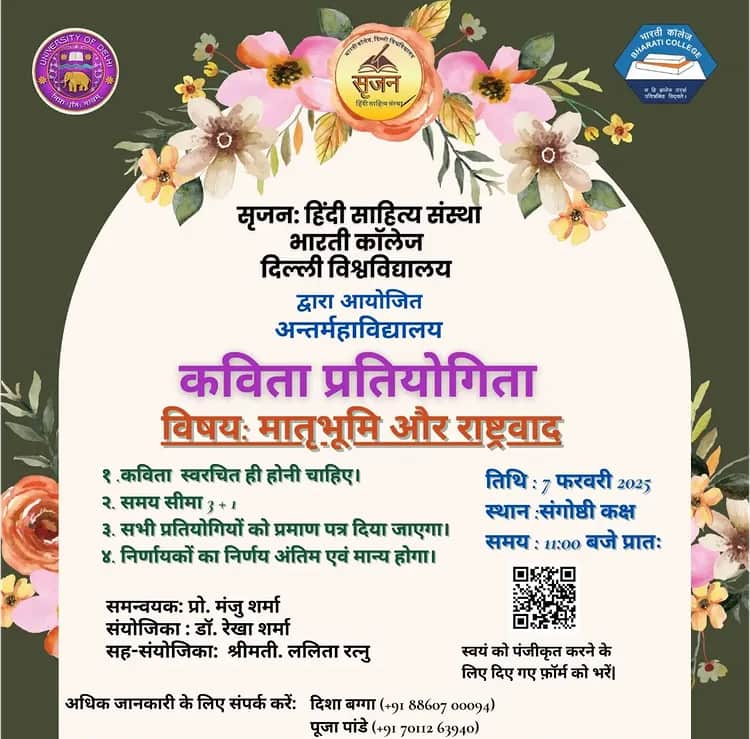 UNIVERSITY OF DELHI
भारती कॉलेज, दिल्ली विश्वविद्यालय
सृजन
हिंदी साहित्य संस्था
भारती कॉलेज
BHARATI COLLEGE
सृजन: हिंदी साहित्य संस्था
भारती कॉलेज
दिल्ली विश्वविद्यालय
द्वारा आयोजित
अन्तर्महाविद्यालय
कविता प्रतियोगिता
विषय: मातृभूमि और राष्ट्रवाद
१ .कविता स्वरचित ही होनी चाहिए।
२. समय सीमा 3 + 1
३. सभी प्रतियोगियों को प्रमाण पत्र दिया जाएगा।
४. निर्णायकों का निर्णय अंतिम एवं मान्य होगा।
तिथि : 7 फरवरी 2025
स्थान :संगोष्ठी कक्ष
समय : 11:00 बजे प्रात:
समन्वयक: प्रो. मंजु शर्मा
संयोजिका : डॉ. रेखा शर्मा
सह-संयोजिका: श्रीमती. ललिता रत्नु
स्वयं को पंजीकृत करने के
लिए दिए गए फ़ॉर्म को भरें|
अधिक जानकारी के लिए संपर्क करें: दिशा बग्गा (+91 88607 00094)
पूजा पांडे (+91 70112 63940)